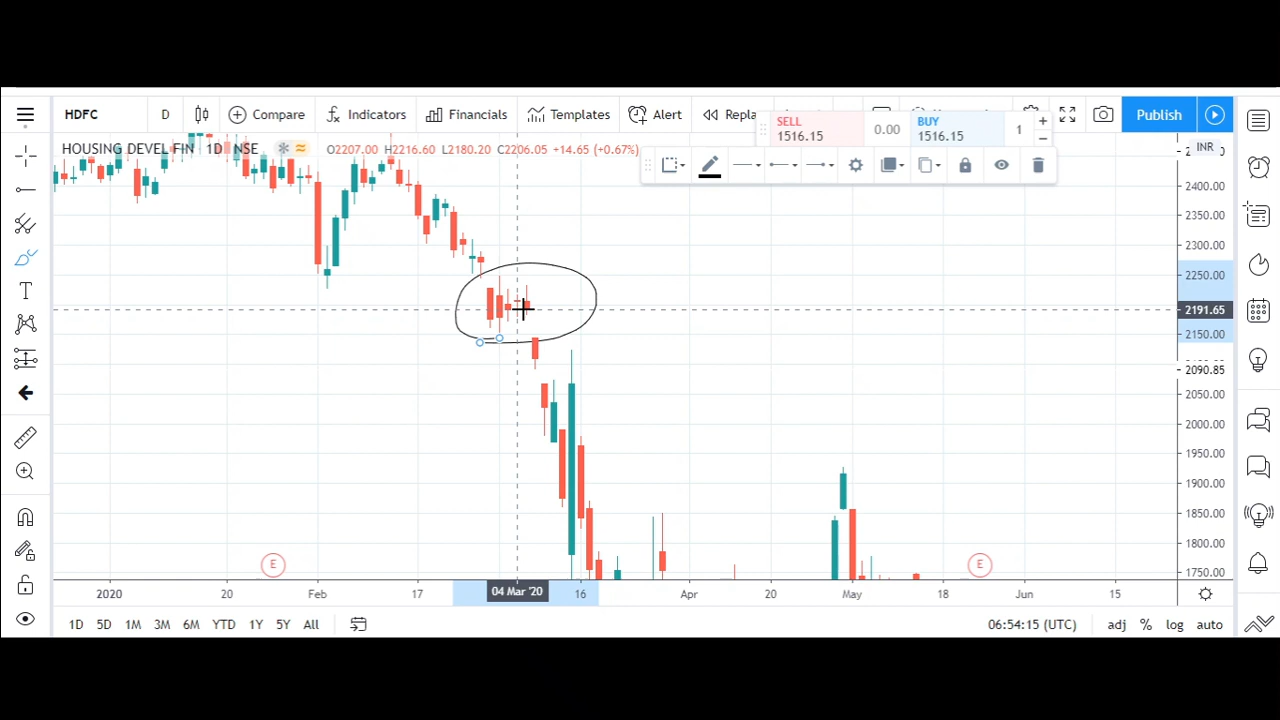 HDFC D Compare Indicators Financials Templates Alert Repla Publish
SELL 1516.15 0.00 BUY 1516.15 1
HOUSING DEVEL FIN 1D NSE O2207.00 H2216.60 L2180.20 C2206.05 +14.65 (+0.67%)
INR
2400.00
2350.00
2300.00
2250.00
2191.65
2150.00
2090.85
2050.00
2000.00
1950.00
1900.00
1850.00
1800.00
1750.00
E E
2020 20 Feb 17 04 Mar '20 16 Apr 20 May 18 Jun 15
1D 5D 1M 3M 6M YTD 1Y 5Y All 06:54:15 (UTC) adj % log auto